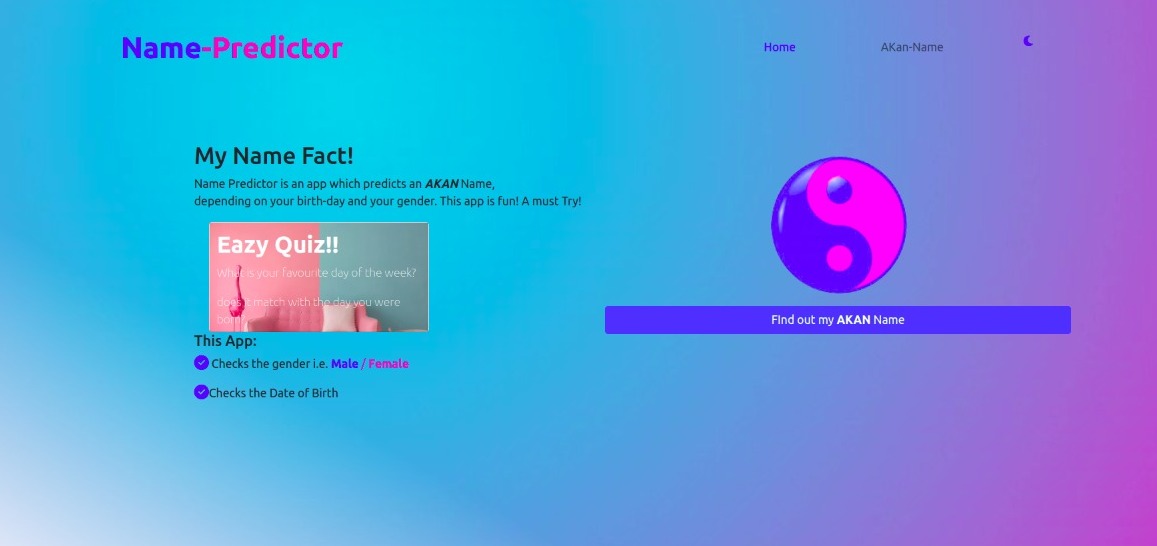 Name-Predictor
Home
AKan-Name
My Name Fact!
Name Predictor is an app which predicts an AKAN Name,
depending on your birth-day and your gender. This app is fun! A must Try!
Eazy Quiz!!
What is your favourite day of the week?
does it match with the day you were
born
This App:
Checks the gender i.e. Male / Female
Checks the Date of Birth
Find out my AKAN Name